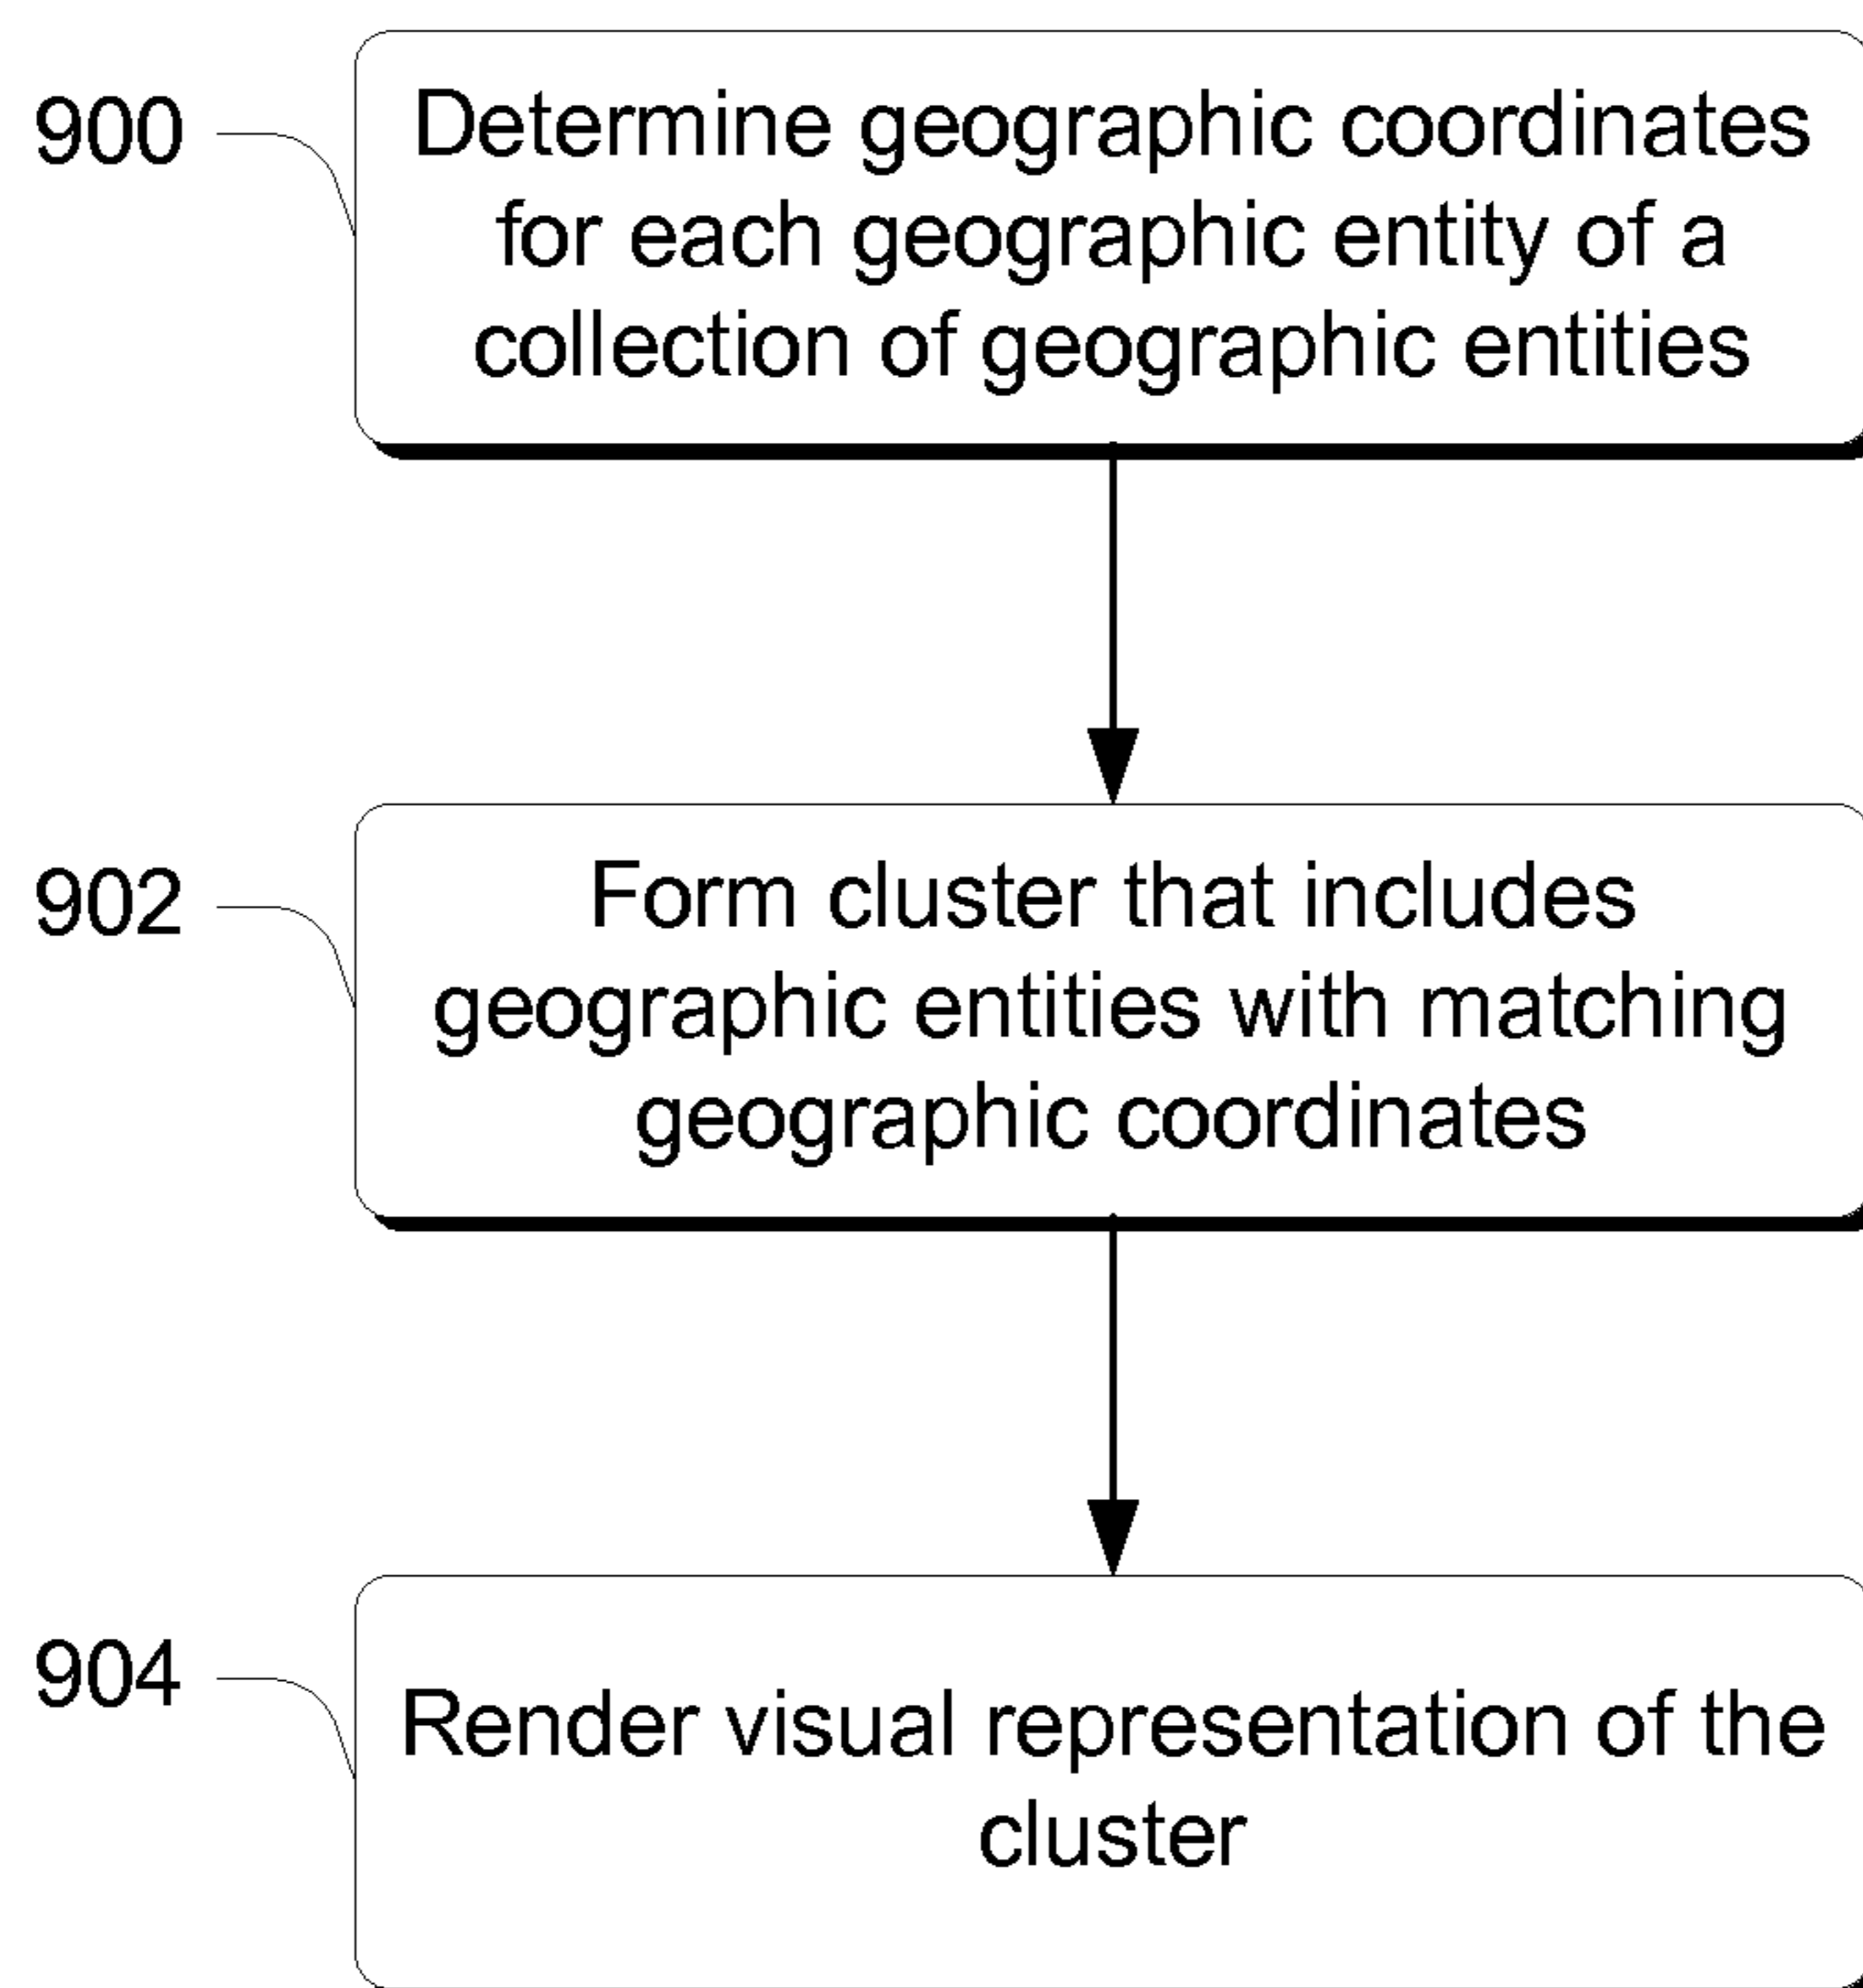 900
Determine geographic coordinates
for each geographic entity of a
collection of geographic entities
902
Form cluster that includes
geographic entities with matching
geographic coordinates
904
Render visual representation of the
cluster